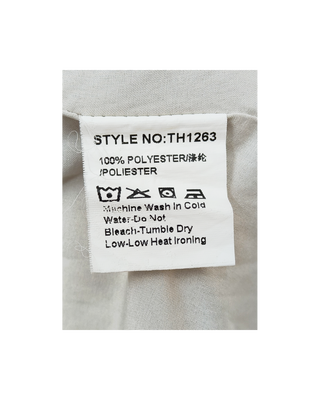 STYLE NO:TH1263
100% POLYESTER/涤纶
/POLIESTER
Machine Wash in Cold
Water-Do Not
Bleach-Tumble Dry
Low-Low Heat Ironing